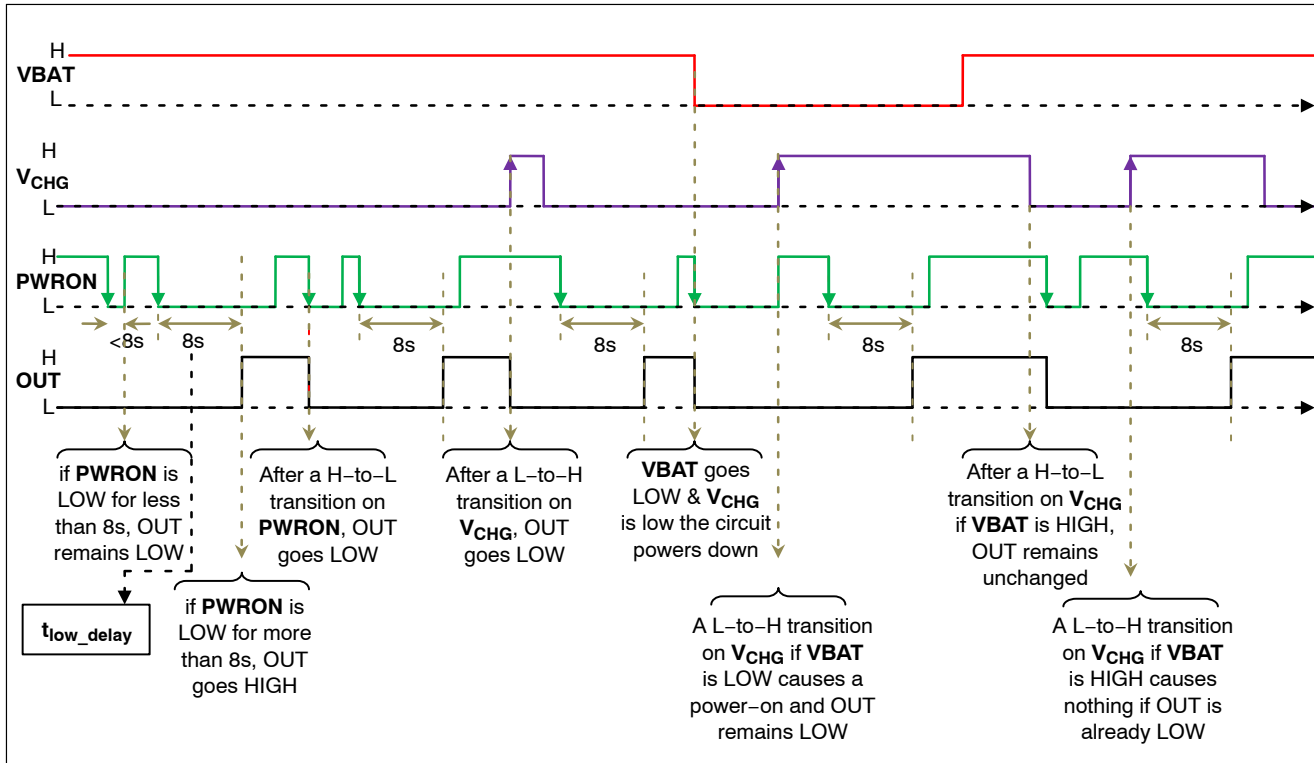 H
VBAT
L
H
VCHG
L
H
PWRON
L
<8s
8s
8s
8s
8s
8s
H
OUT
L
if PWRON is
LOW for less
than 8s, OUT
remains LOW
After a H−to−L
transition on
PWRON, OUT
goes LOW
After a L−to−H
transition on
VCHG, OUT
goes LOW
VBAT goes
LOW & VCHG
is low the circuit
powers down
After a H−to−L
transition on VCHG
if VBAT is HIGH,
OUT remains
unchanged
tlow_delay
if PWRON is
LOW for more
than 8s, OUT
goes HIGH
A L−to−H transition
on VCHG if VBAT
is LOW causes a
power−on and OUT
remains LOW
A L−to−H transition
on VCHG if VBAT
is HIGH causes
nothing if OUT is
already LOW